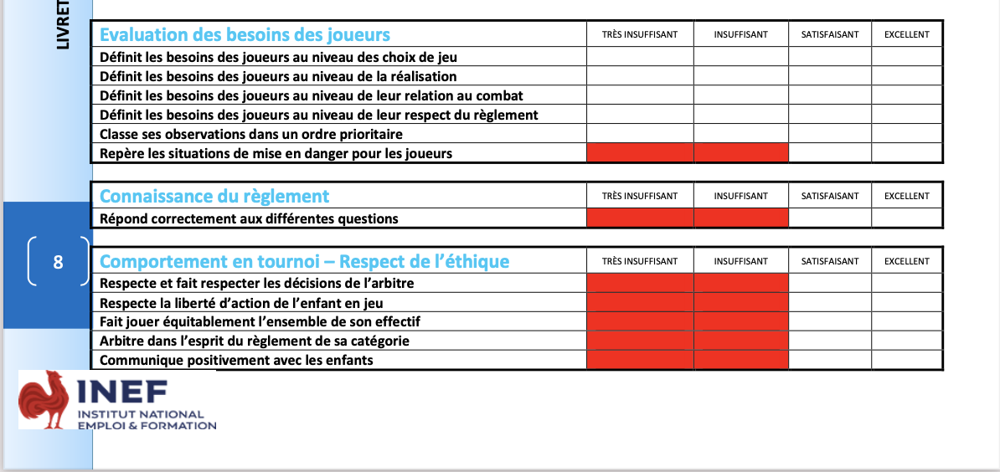 LIVRET
Evaluation des besoins des joueurs TRÈS INSUFFISANT INSUFFISANT SATISFAISANT EXCELLENT
Définit les besoins des joueurs au niveau des choix de jeu
Définit les besoins des joueurs au niveau de la réalisation
Définit les besoins des joueurs au niveau de leur relation au combat
Définit les besoins des joueurs au niveau de leur respect du règlement
Classe ses observations dans un ordre prioritaire
Repère les situations de mise en danger pour les joueurs
Connaissance du règlement TRÈS INSUFFISANT INSUFFISANT SATISFAISANT EXCELLENT
Répond correctement aux différentes questions
8
Comportement en tournoi – Respect de l’éthique TRÈS INSUFFISANT INSUFFISANT SATISFAISANT EXCELLENT
Respecte et fait respecter les décisions de l’arbitre
Respecte la liberté d’action de l’enfant en jeu
Fait jouer équitablement l’ensemble de son effectif
Arbitre dans l’esprit du règlement de sa catégorie
Communique positivement avec les enfants
INEF
INSTITUT NATIONAL
EMPLOI & FORMATION